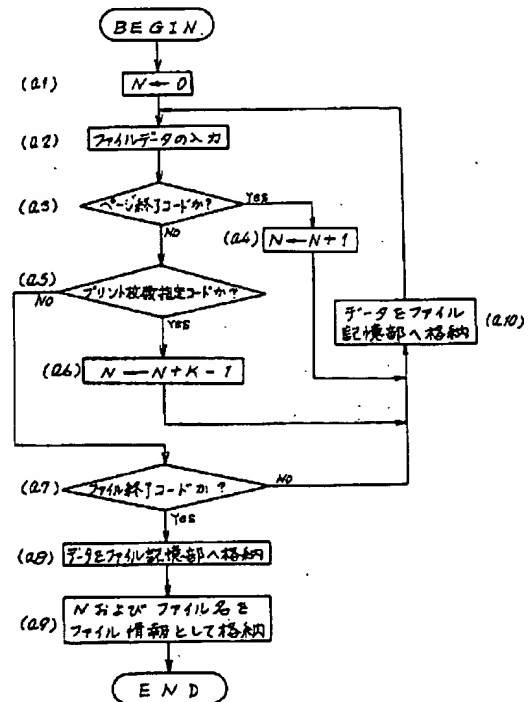 BEGIN.
(a1)
N ← 0
(a2)
ファイルデータの入力
(a3)
ページ終了コードか?
Yes
NO
(a4)
N ← N + 1
(a5)
プリント枚数指定コードか?
NO
Yes
(a6)
N ← N + K - 1
データをファイル
記憶部へ格納
(a10)
(a7)
ファイル終了コードか?
NO
Yes
(a8)
データをファイル記憶部へ格納
(a9)
Nおよびファイル名を
ファイル情報として格納
END